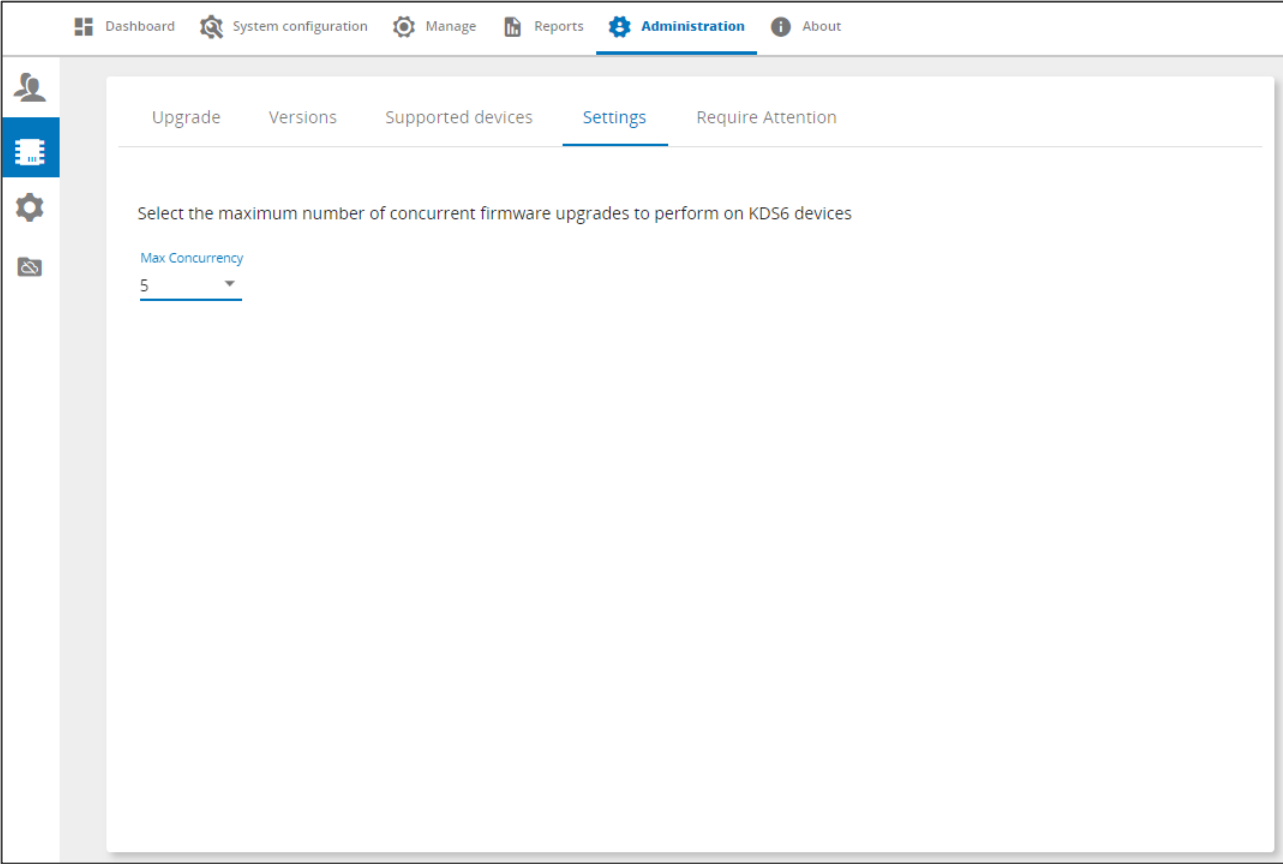 Dashboard System configuration Manage Reports Administration About
Upgrade Versions Supported devices Settings Require Attention
Select the maximum number of concurrent firmware upgrades to perform on KDS6 devices
Max Concurrency
5